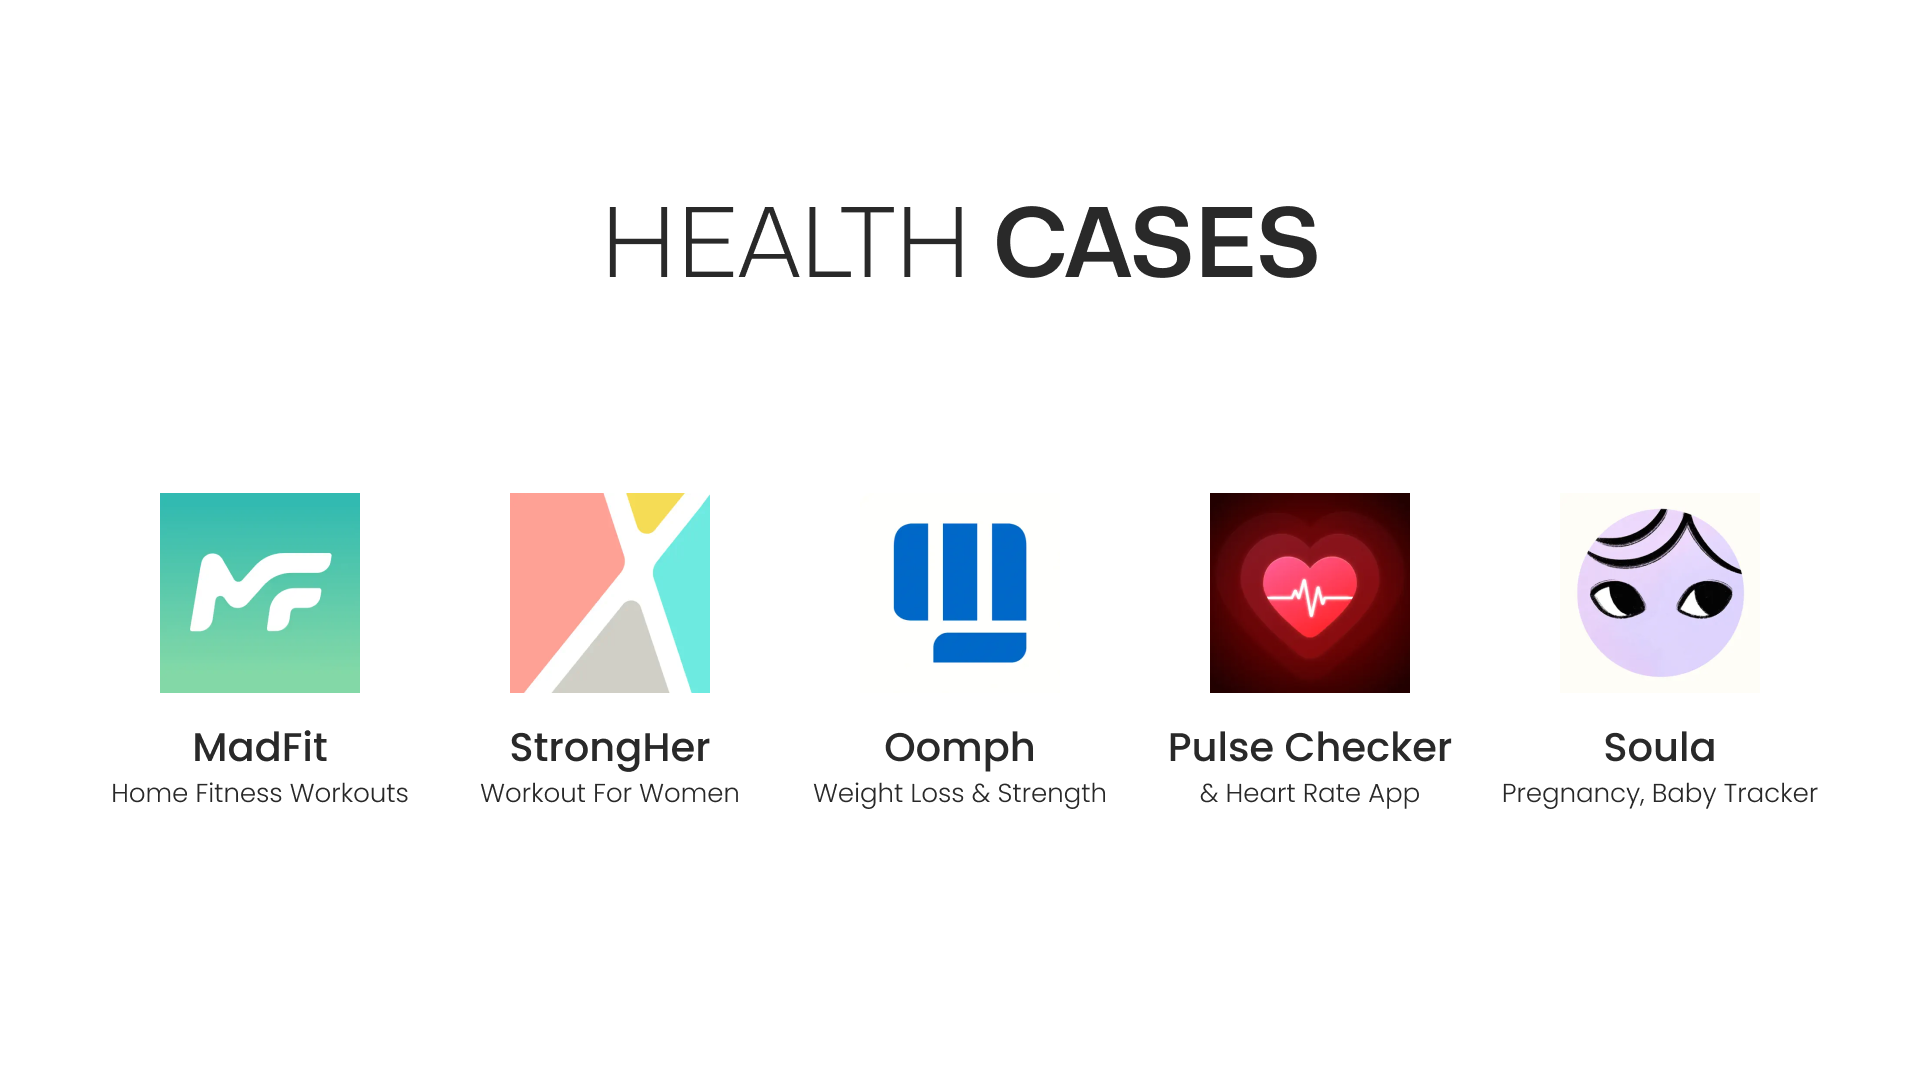 HEALTH CASES
MF
MadFit
Home Fitness Workouts
StrongHer
Workout For Women
Oomph
Weight Loss & Strength
Pulse Checker
& Heart Rate App
Soula
Pregnancy, Baby Tracker